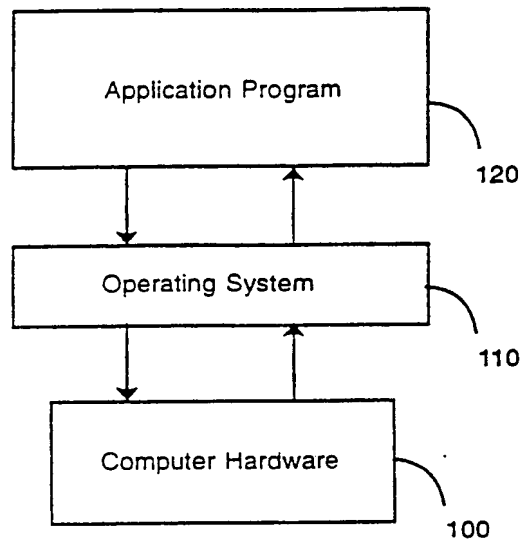 Application Program
120
Operating System
110
Computer Hardware
100